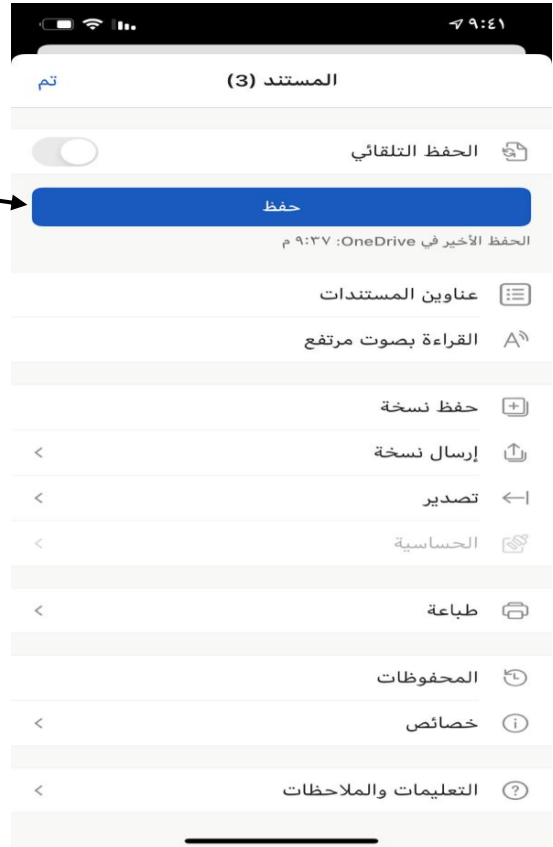 ٩:٤١
المستند (3)
تم
الحفظ التلقائي
حفظ
الحفظ الأخير في OneDrive: ٩:٣٧ م
عناوين المستندات
القراءة بصوت مرتفع
حفظ نسخة
إرسال نسخة
تصدير
الحساسية
طباعة
المحفوظات
خصائص
التعليمات والملاحظات